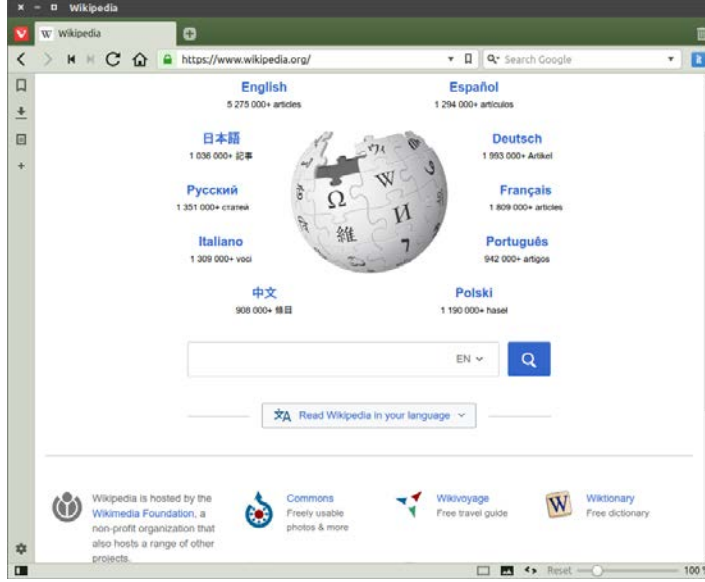 Wikipedia
Wikipedia
https://www.wikipedia.org/
Search Google
English
5 275 000+ articles
Español
1 294 000+ artículos
日本語
1 036 000+ 記事
Deutsch
1 993 000+ Artikel
Русский
1 351 000+ статей
Français
1 809 000+ articles
Italiano
1 309 000+ voci
Português
942 000+ artigos
中文
908 000+ 條目
Polski
1 190 000+ haseł
Ω
W
И
維
7
EN
Read Wikipedia in your language
Wikipedia is hosted by the
Wikimedia Foundation, a
non-profit organization that
also hosts a range of other
projects.
Commons
Freely usable
photos & more
Wikivoyage
Free travel guide
W
Wiktionary
Free dictionary
Reset
100